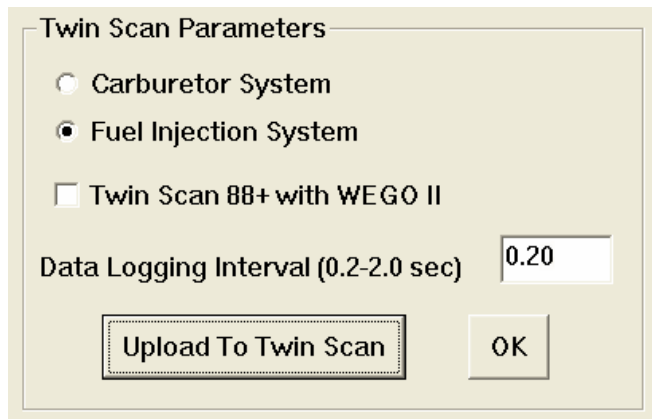 Twin Scan Parameters
Carburetor System
Fuel Injection System
Twin Scan 88+ with WEGO II
Data Logging Interval (0.2-2.0 sec) 0.20
Upload To Twin Scan OK